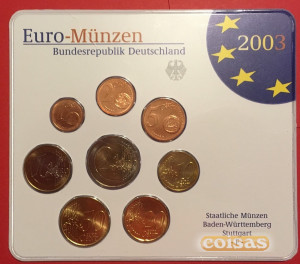 Euro-Münzen
Bundesrepublik Deutschland
2003
Staatliche Münzen
Baden-Württemberg
Stuttgart
coisas